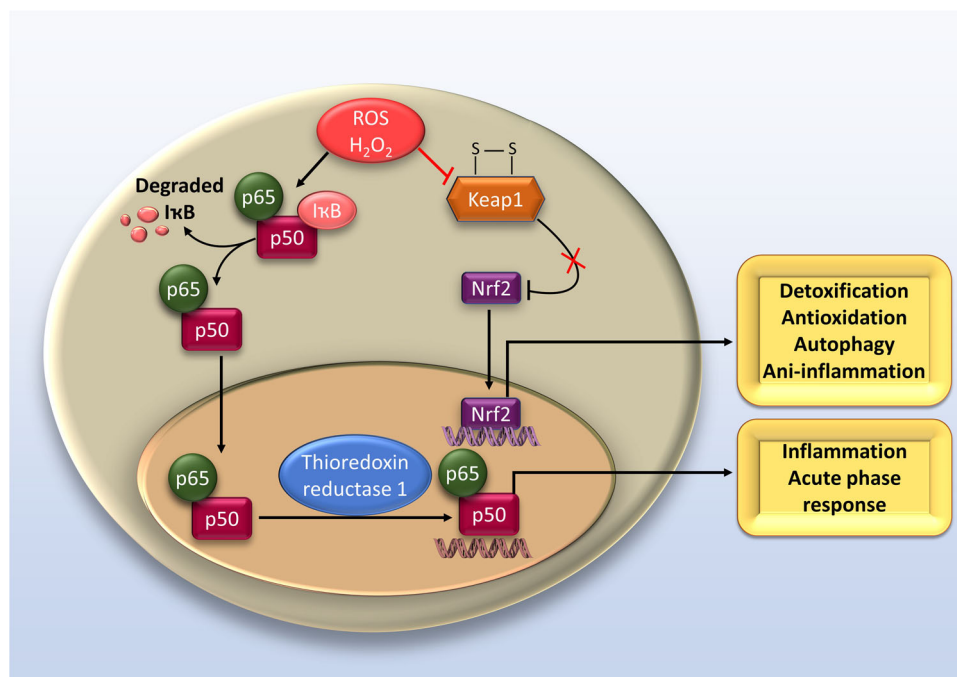 ROS
H₂O₂
S — S
Keap1
Degraded
IκB
p65
IκB
p50
p65
p50
Nrf2
Detoxification
Antioxidation
Autophagy
Ani-inflammation
Nrf2
p65
p50
Thioredoxin
reductase 1
p65
p50
Inflammation
Acute phase
response